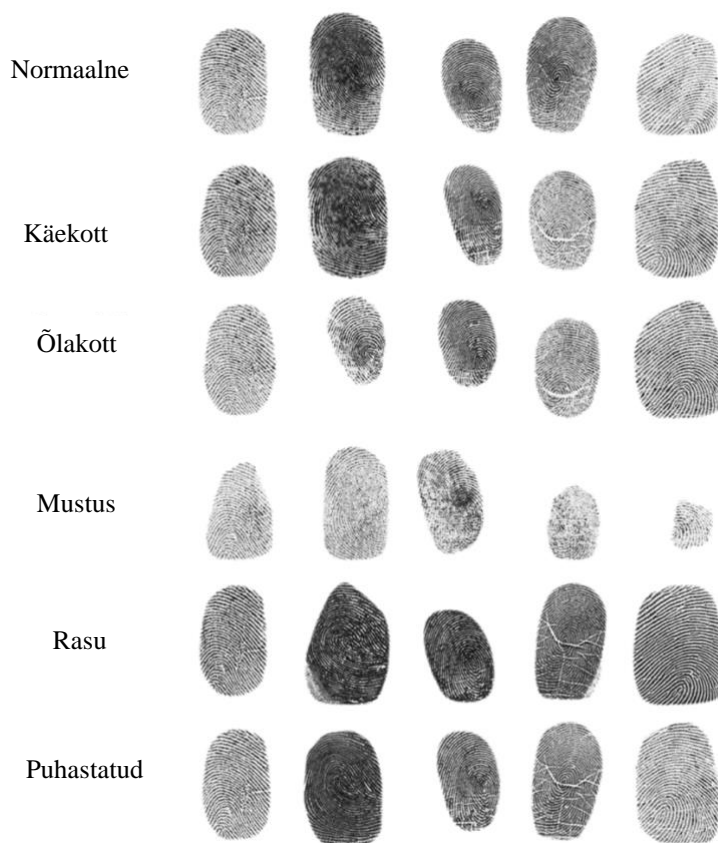 Normaalne
Käekott
Õlakott
Mustus
Rasu
Puhastatud